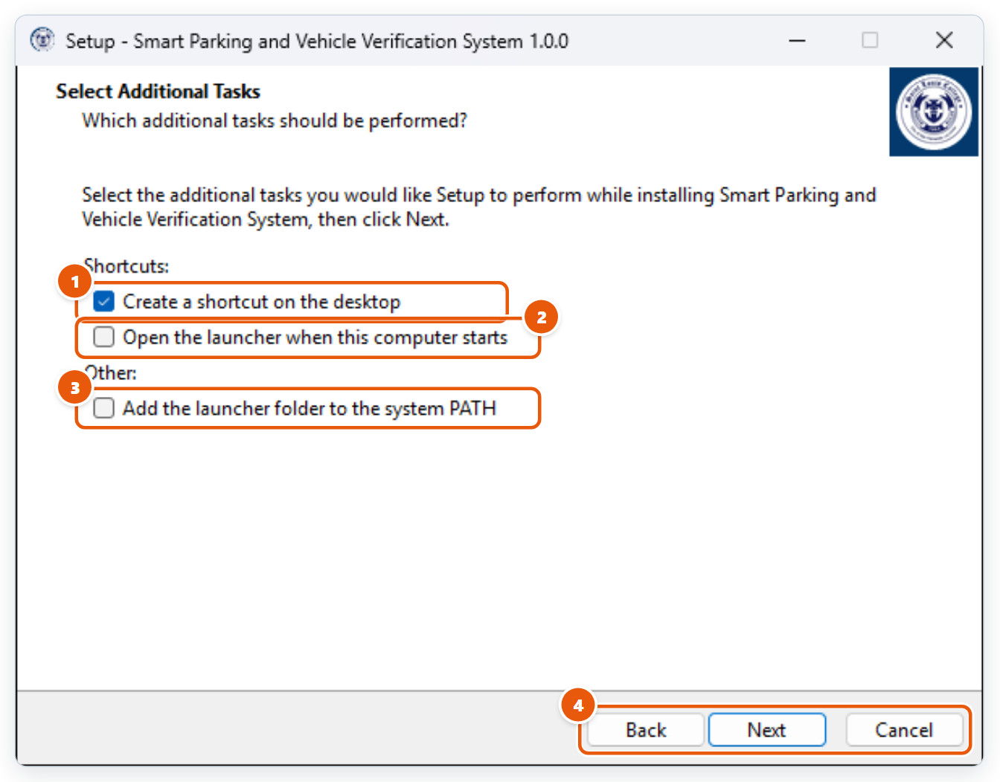 Setup - Smart Parking and Vehicle Verification System 1.0.0
Select Additional Tasks
Which additional tasks should be performed?
Select the additional tasks you would like Setup to perform while installing Smart Parking and
Vehicle Verification System, then click Next.
Shortcuts:
1
Create a shortcut on the desktop
2
Open the launcher when this computer starts
Other:
3
Add the launcher folder to the system PATH
4
Back Next Cancel